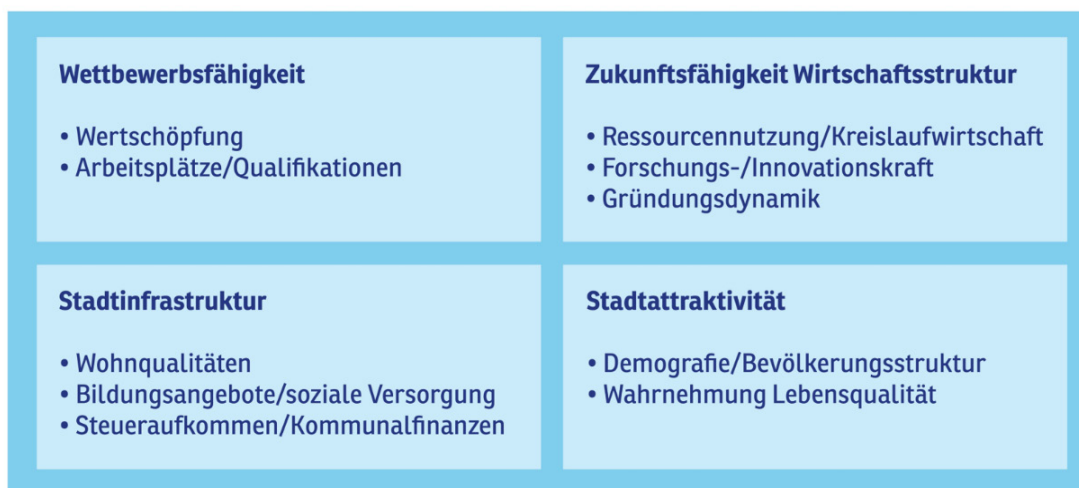 Wettbewerbsfähigkeit
• Wertschöpfung
• Arbeitsplätze/Qualifikationen
Zukunftsfähigkeit Wirtschaftsstruktur
• Ressourcennutzung/Kreislaufwirtschaft
• Forschungs-/Innovationskraft
• Gründungsdynamik
Stadtinfrastruktur
• Wohnqualitäten
• Bildungsangebote/soziale Versorgung
• Steueraufkommen/Kommunalfinanzen
Stadtattraktivität
• Demografie/Bevölkerungsstruktur
• Wahrnehmung Lebensqualität